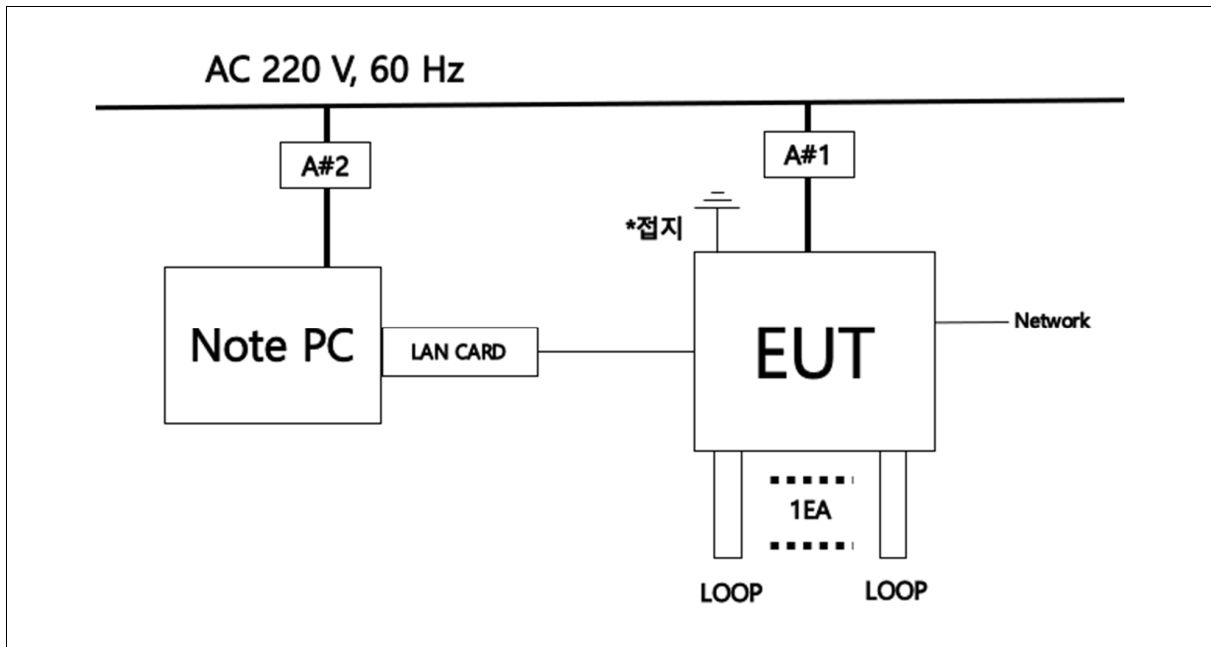 AC 220 V, 60 Hz
A#2
A#1
*접지
Note PC
LAN CARD
EUT
Network
1EA
LOOP
LOOP